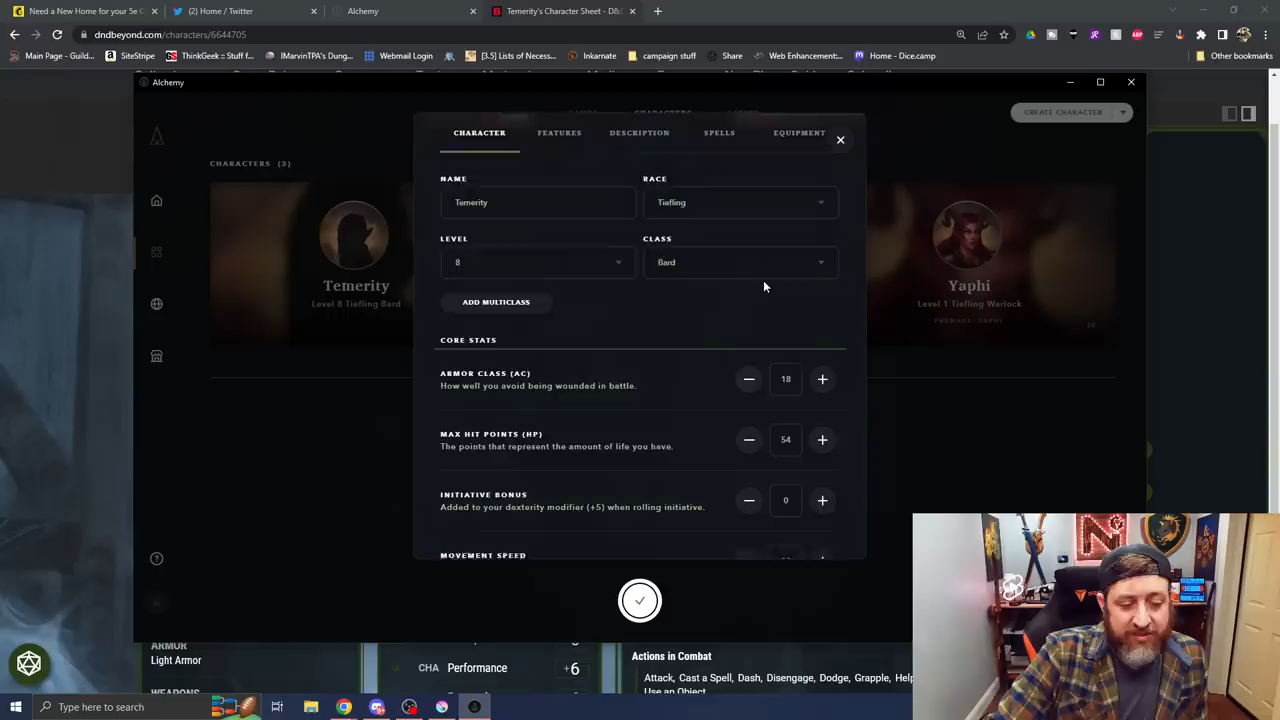 Need a New Home for your 5e C
(2) Home / Twitter
Alchemy
Temerity's Character Sheet - D&
dndbeyond.com/characters/6644705
Main Page - Guild...
SiteStripe
ThinkGeek :: Stuff f...
IMarvinTPA's Dung...
Webmail Login
[3.5] Lists of Necess...
Inkarnate
campaign stuff
Share
Web Enhancement:...
Home - Dice.camp
Other bookmarks
Alchemy
CREATE CHARACTER
CHARACTER
FEATURES
DESCRIPTION
SPELLS
EQUIPMENT
CHARACTERS (3)
NAME
RACE
Temerity
Tiefling
LEVEL
CLASS
8
Bard
Temerity
Level 8 Tiefling Bard
Yaphi
Level 1 Tiefling Warlock
PREMADE: YAPHI
ADD MULTICLASS
CORE STATS
ARMOR CLASS (AC)
How well you avoid being wounded in battle.
18
MAX HIT POINTS (HP)
The points that represent the amount of life you have.
54
INITIATIVE BONUS
Added to your dexterity modifier (+5) when rolling initiative.
0
MOVEMENT SPEED
ARMOR
Light Armor
WEAPONS
CHA
Performance
+6
Actions in Combat
Attack, Cast a Spell, Dash, Disengage, Dodge, Grapple, Help
Use an Object
Type here to search